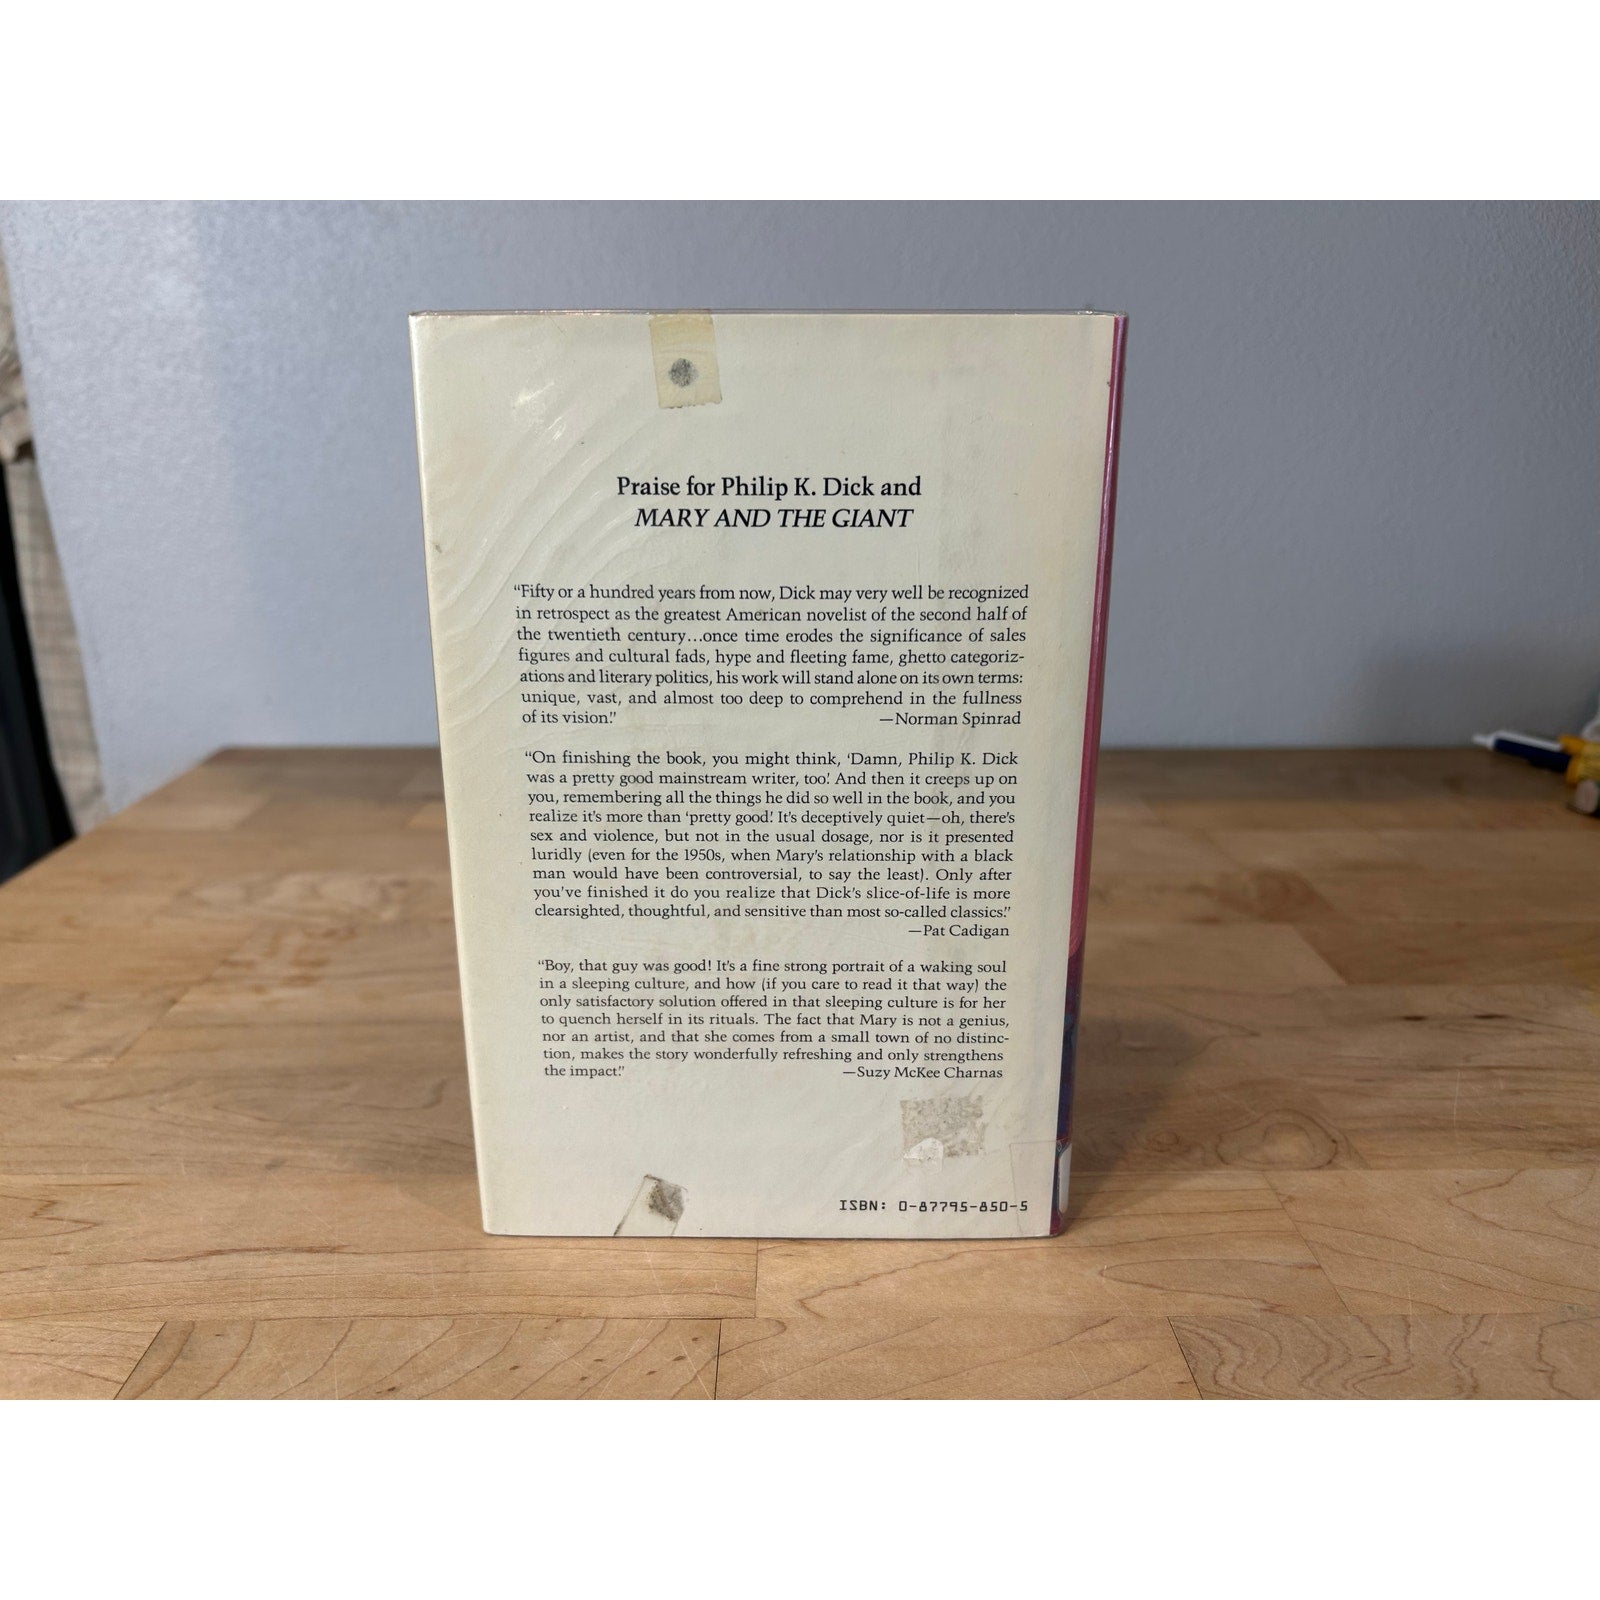 Praise for Philip K. Dick and
MARY AND THE GIANT
“Fifty or a hundred years from now, Dick may very well be recognized
in retrospect as the greatest American novelist of the second half of
the twentieth century...once time erodes the significance of sales
figures and cultural fads, hype and fleeting fame, ghetto categoriz-
ations and literary politics, his work will stand alone on its own terms:
unique, vast, and almost too deep to comprehend in the fullness
of its vision.” —Norman Spinrad
“On finishing the book, you might think, ‘Damn, Philip K. Dick
was a pretty good mainstream writer, too.’ And then it creeps up on
you, remembering all the things he did so well in the book, and you
realize it’s more than ‘pretty good.’ It’s deceptively quiet—oh, there’s
sex and violence, but not in the usual dosage, nor is it presented
luridly (even for the 1950s, when Mary’s relationship with a black
man would have been controversial, to say the least). Only after
you’ve finished it do you realize that Dick’s slice-of-life is more
clearsighted, thoughtful, and sensitive than most so-called classics.”
—Pat Cadigan
“Boy, that guy was good! It’s a fine strong portrait of a waking soul
in a sleeping culture, and how (if you care to read it that way) the
only satisfactory solution offered in that sleeping culture is for her
to quench herself in its rituals. The fact that Mary is not a genius,
nor an artist, and that she comes from a small town of no distinc-
tion, makes the story wonderfully refreshing and only strengthens
the impact.” —Suzy McKee Charnas
ISBN: 0-87795-850-5